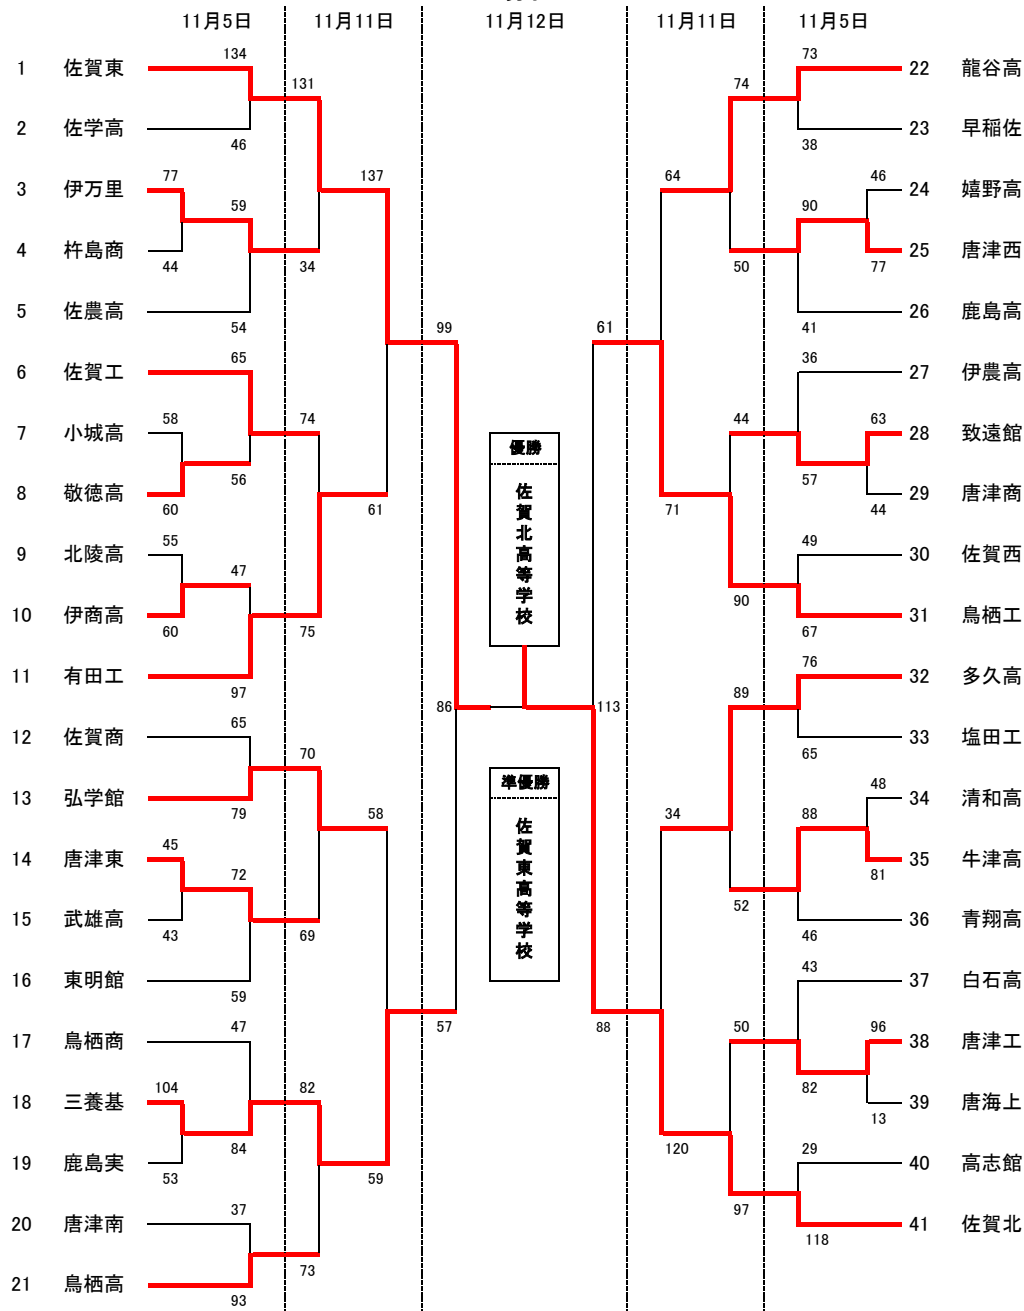 11月5日
11月11日
11月12日
11月11日
11月5日
1 佐賀東
2 佐学高
3 伊万里
4 杵島商
5 佐農高
6 佐賀工
7 小城高
8 敬徳高
9 北陵高
10 伊商高
11 有田工
12 佐賀商
13 弘学館
14 唐津東
15 武雄高
16 東明館
17 鳥栖商
18 三養基
19 鹿島実
20 唐津南
21 鳥栖高
134
46
77
44
59
54
65
58
60
56
55
60
47
97
65
79
45
43
72
59
47
104
53
84
37
93
131
34
74
75
70
69
82
73
137
61
58
59
99
57
86
優勝
佐賀北高等学校
準優勝
佐賀東高等学校
113
61
88
64
71
34
120
74
50
44
90
89
52
50
97
73
38
46
77
90
41
36
63
44
57
49
67
76
65
48
81
88
46
43
96
13
82
29
118
22 龍谷高
23 早稲佐
24 嬉野高
25 唐津西
26 鹿島高
27 伊農高
28 致遠館
29 唐津商
30 佐賀西
31 鳥栖工
32 多久高
33 塩田工
34 清和高
35 牛津高
36 青翔高
37 白石高
38 唐津工
39 唐海上
40 高志館
41 佐賀北